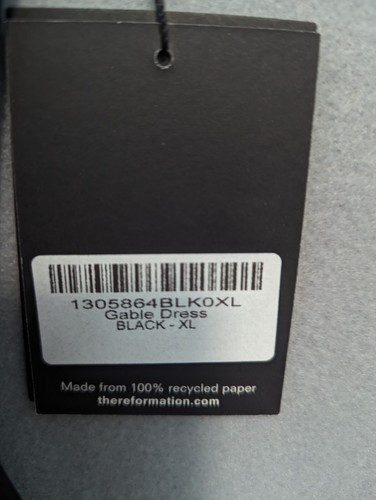 1305864BLK0XL
Gable Dress
BLACK - XL
Made from 100% recycled paper
thereformation.com